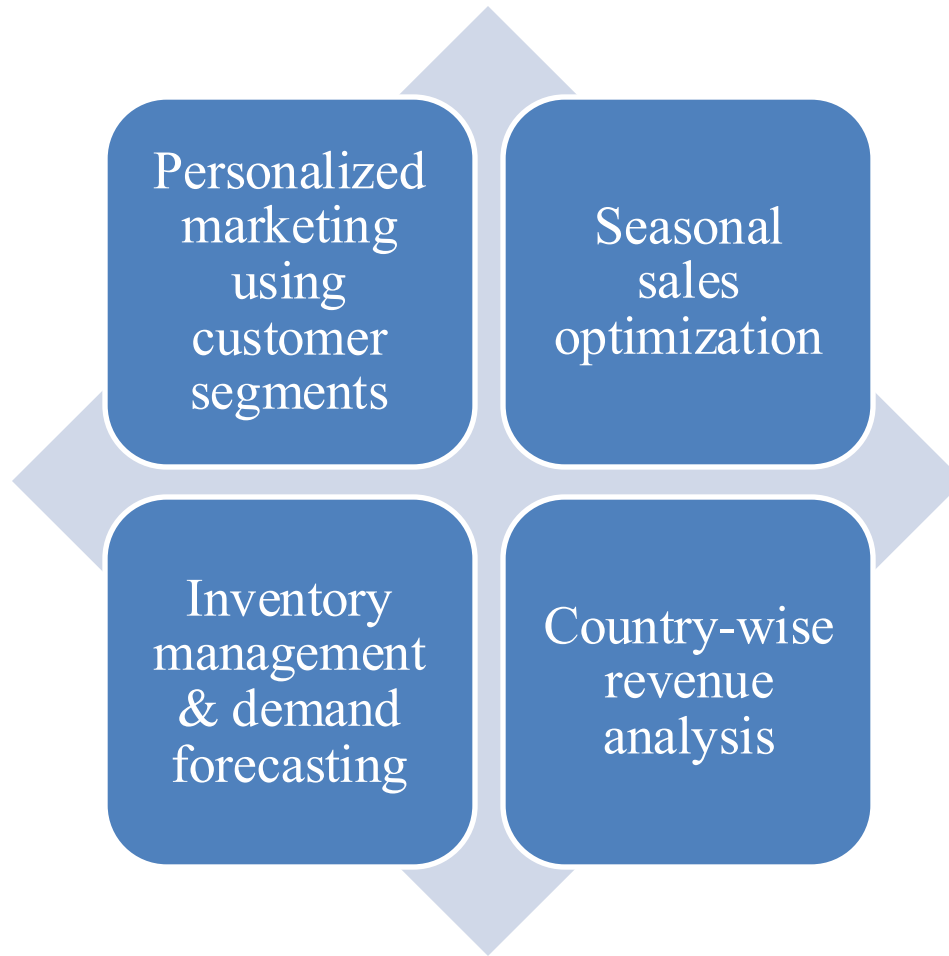 Personalized
marketing
using
customer
segments
Seasonal
sales
optimization
Inventory
management
& demand
forecasting
Country-wise
revenue
analysis